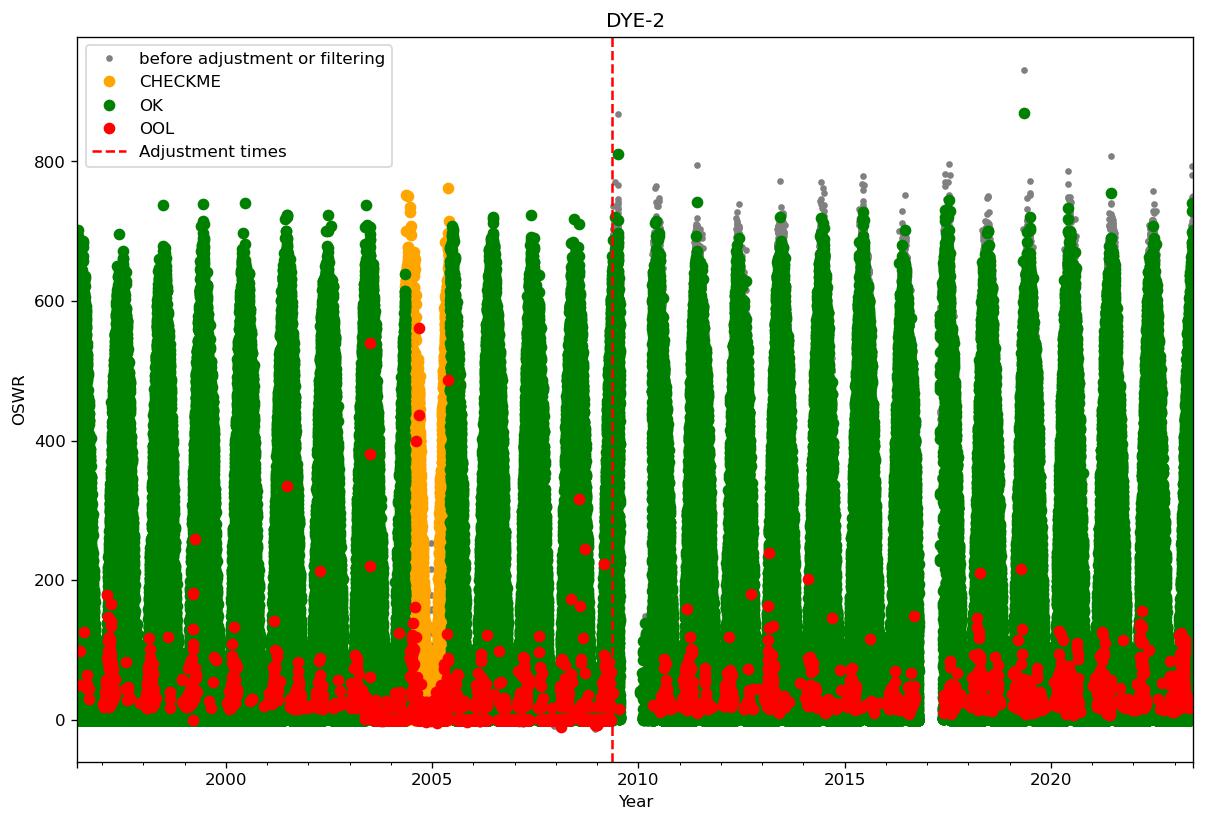 DYE-2
before adjustment or filtering
CHECKME
OK
OOL
Adjustment times
800
600
400
200
0
OSWR
2000
2005
2010
2015
2020
Year